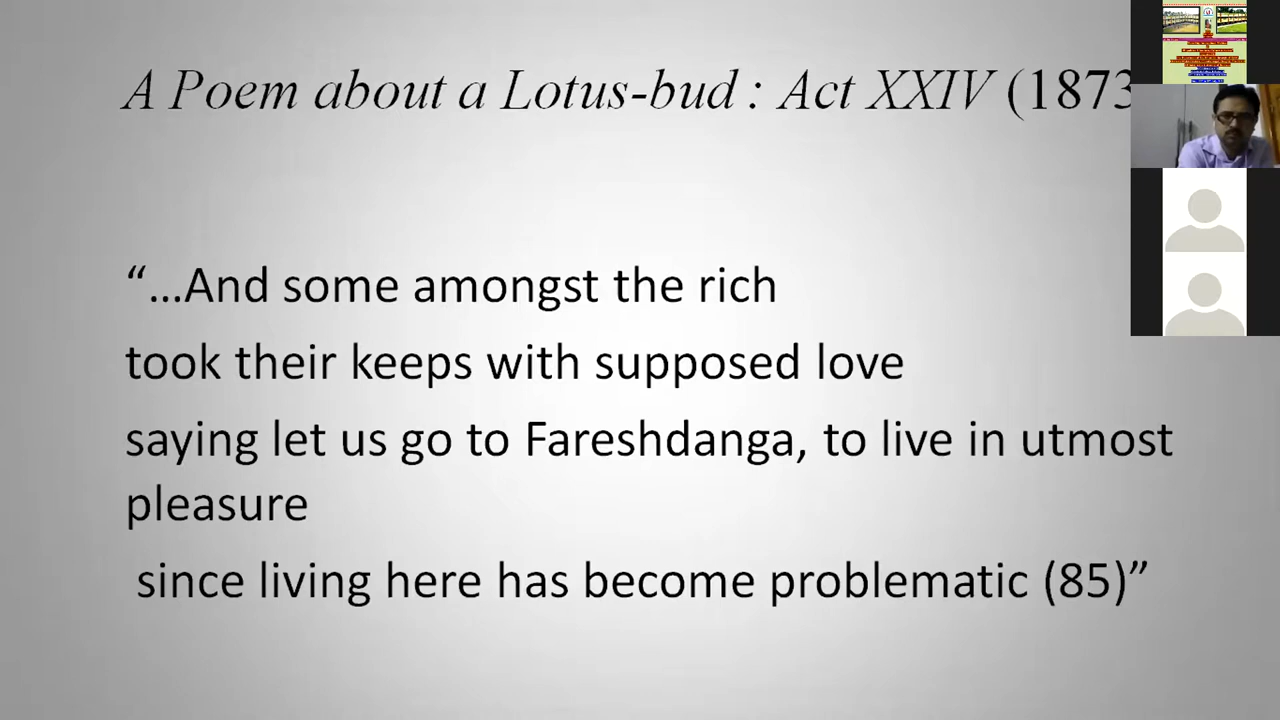 A Poem about a Lotus-bud : Act XXIV (1873
“...And some amongst the rich
took their keeps with supposed love
saying let us go to Fareshdanga, to live in utmost
pleasure
since living here has become problematic (85)”